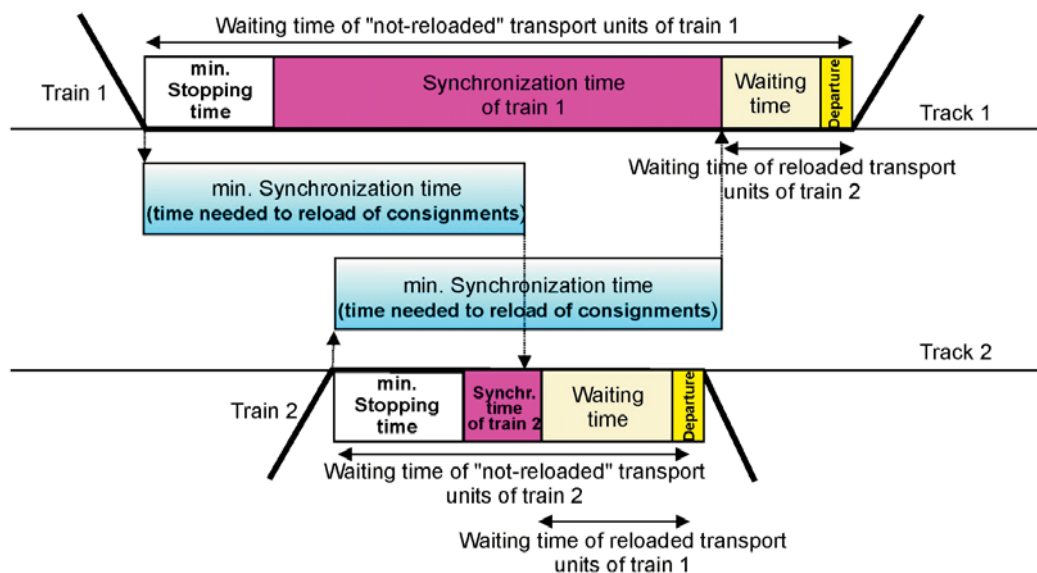 Waiting time of "not-reloaded" transport units of train 1
Train 1
min.
Stopping
time
Synchronization time
of train 1
Waiting
time
Departure
Track 1
Waiting time of reloaded transport
units of train 2
min. Synchronization time
(time needed to reload of consignments)
min. Synchronization time
(time needed to reload of consignments)
Track 2
Train 2
min.
Stopping
time
Synchr.
time
of train 2
Waiting
time
Departure
Waiting time of "not-reloaded" transport
units of train 2
Waiting time of reloaded transport
units of train 1